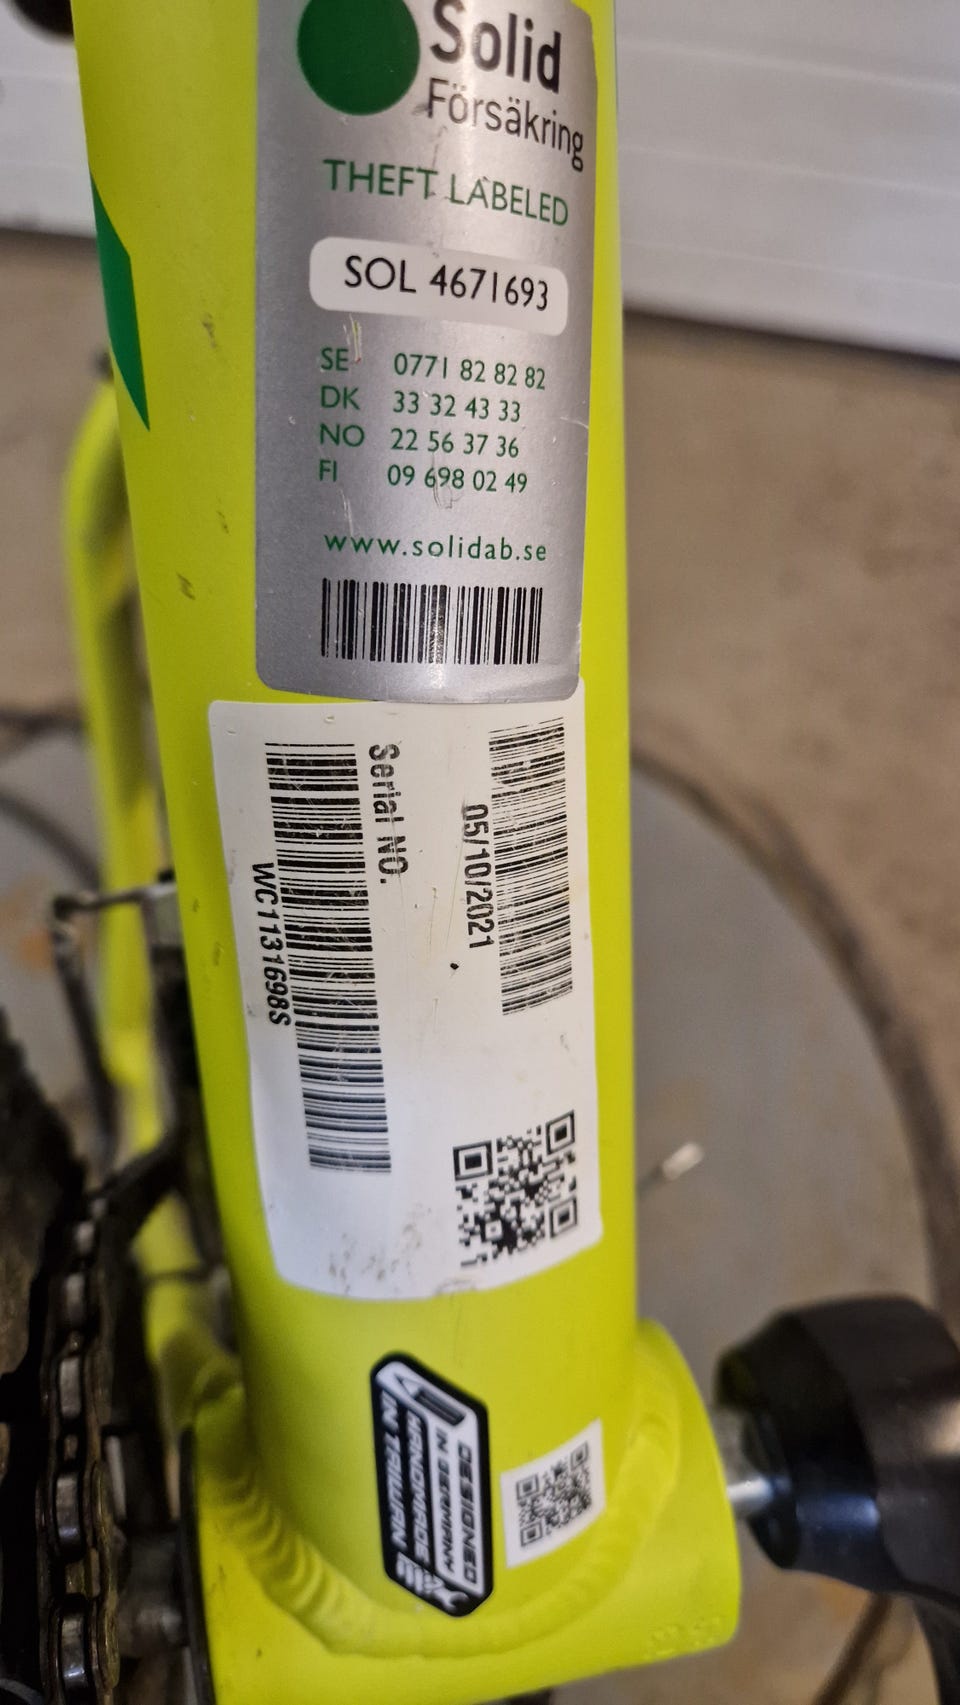 Solid
Försäkring
THEFT LABELED
SOL 4671693
SE 0771 82 82 82
DK 33 32 43 33
NO 22 56 37 36
FI 09 698 02 49
www.solidab.se
05/10/2021
Serial NO.
WC1131698S
DESIGNED
IN GERMANY
HANDMADE
IN TAIWAN